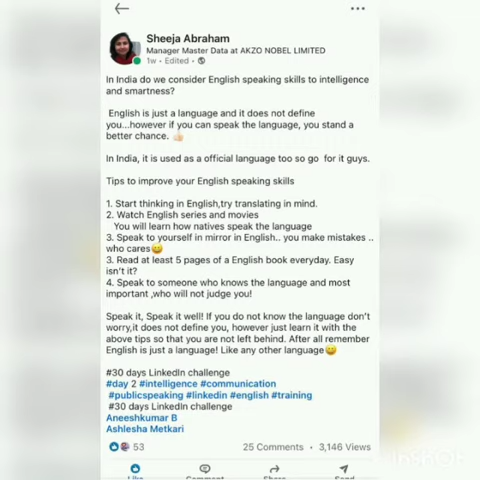 Sheeja Abraham
Manager Master Data at AKZO NOBEL LIMITED
1w • Edited •
In India do we consider English speaking skills to intelligence
and smartness?
English is just a language and it does not define
you...however if you can speak the language, you stand a
better chance. 👍🏻
In India, it is used as a official language too so go  for it guys.
Tips to improve your English speaking skills
1. Start thinking in English,try translating in mind.
2. Watch English series and movies
You will learn how natives speak the language
3. Speak to yourself in mirror in English.. you make mistakes ..
who cares😄
3. Read at least 5 pages of a English book everyday. Easy
isn't it?
4. Speak to someone who knows the language and most
important ,who will not judge you!
Speak it, Speak it well! If you do not know the language don't
worry,it does not define you, however just learn it with the
above tips so that you are not left behind. After all remember
English is just a language! Like any other language😄
#30 days LinkedIn challenge
#day 2 #intelligence #communication
#publicspeaking #linkedin #english #training
#30 days LinkedIn challenge
Aneeshkumar B
Ashlesha Metkari
53
25 Comments • 3,146 Views
Like Comment Share Send
InShOt